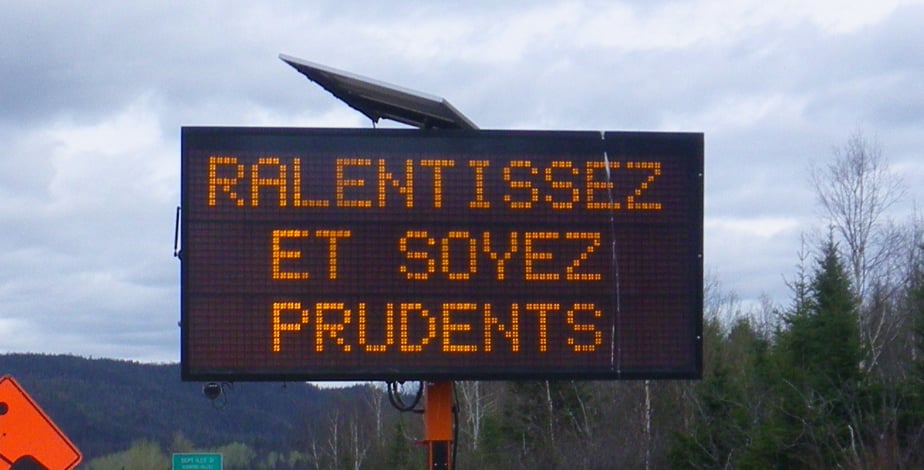 RALENTISSEZ
ET SOYEZ
PRUDENTS